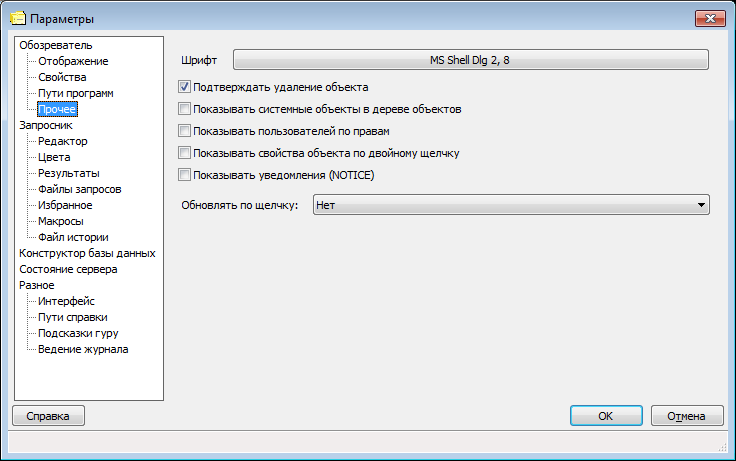 Параметры
Обозреватель
Отображение
Свойства
Пути программ
Прочее
Запросник
Редактор
Цвета
Результаты
Файлы запросов
Избранное
Макросы
Файл истории
Конструктор базы данных
Состояние сервера
Разное
Интерфейс
Пути справки
Подсказки гуру
Ведение журнала
Шрифт MS Shell Dlg 2, 8
Подтверждать удаление объекта
Показывать системные объекты в дереве объектов
Показывать пользователей по правам
Показывать свойства объекта по двойному щелчку
Показывать уведомления (NOTICE)
Обновлять по щелчку: Нет
Справка OK Отмена